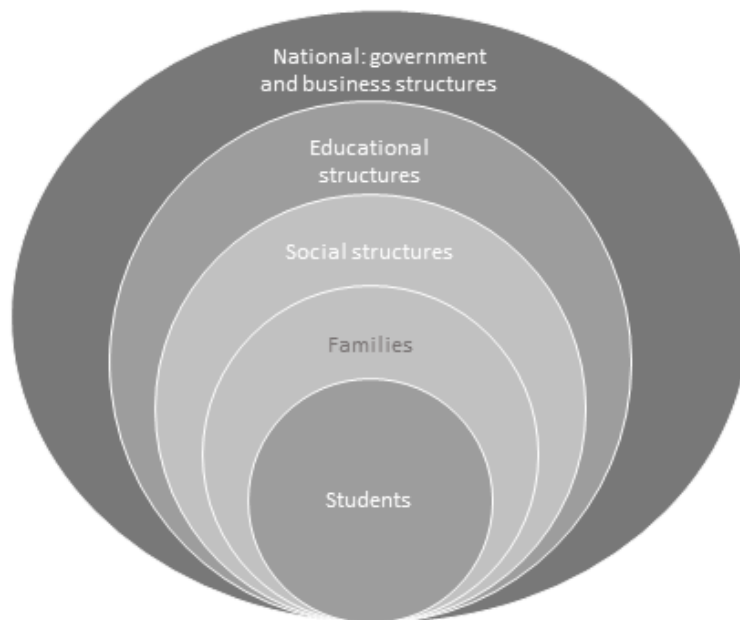 National: government
and business structures
Educational
structures
Social structures
Families
Students